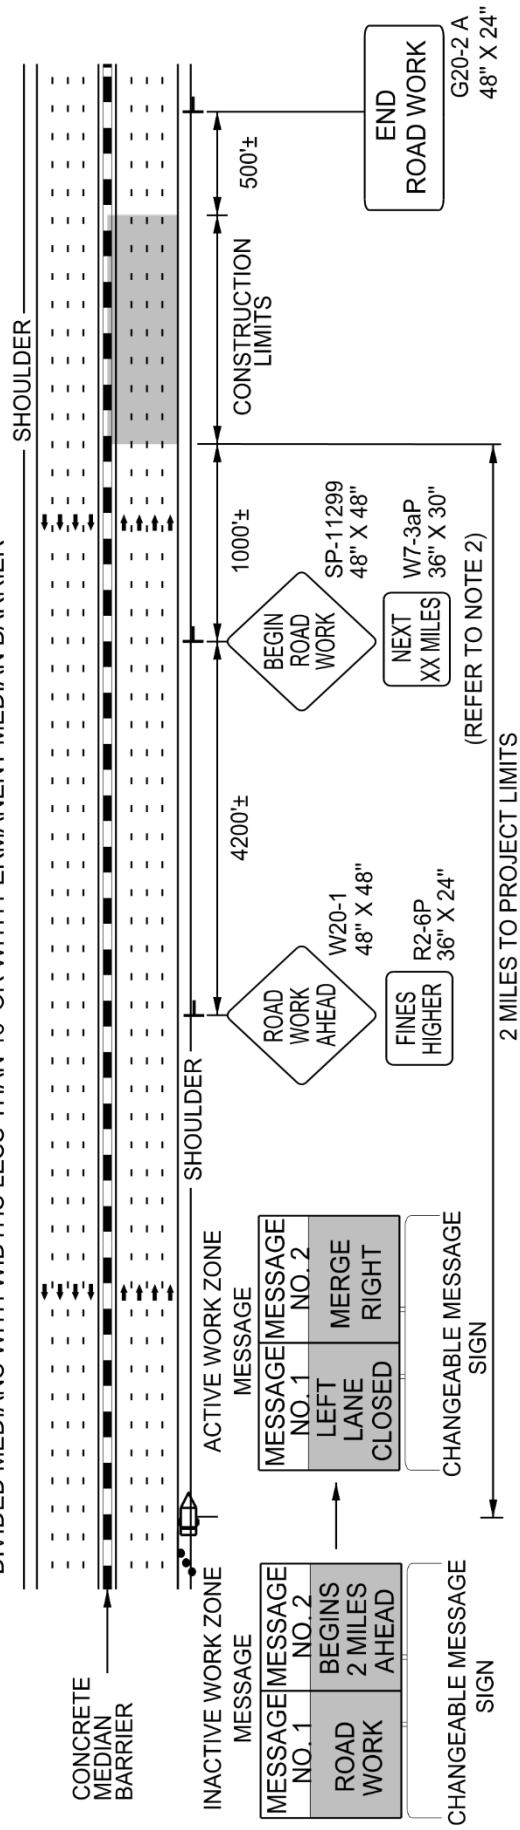 DIVIDED MEDIANS WITH WIDTHS LESS THAN OR WITH PERMANENT MEDIAN BARRIER
SHOULDER
CONCRETE
MEDIAN
BARRIER
SHOULDER
4200'±
1000'±
CONSTRUCTION
LIMITS
500'±
INACTIVE WORK ZONE
MESSAGE
MESSAGE
NO. 1
MESSAGE
NO. 2
ROAD
WORK
BEGINS
2 MILES
AHEAD
CHANGEABLE MESSAGE
SIGN
ACTIVE WORK ZONE
MESSAGE
MESSAGE
NO. 1
MESSAGE
NO. 2
LEFT
LANE
CLOSED
MERGE
RIGHT
CHANGEABLE MESSAGE
SIGN
ROAD
WORK
AHEAD
W20-1
48" X 48"
FINES
HIGHER
R2-6P
36" X 24"
BEGIN
ROAD
WORK
SP-11299
48" X 48"
NEXT
XX MILES
W7-3aP
36" X 30"
END
ROAD WORK
G20-2 A
48" X 24"
(REFER TO NOTE 2)
2 MILES TO PROJECT LIMITS